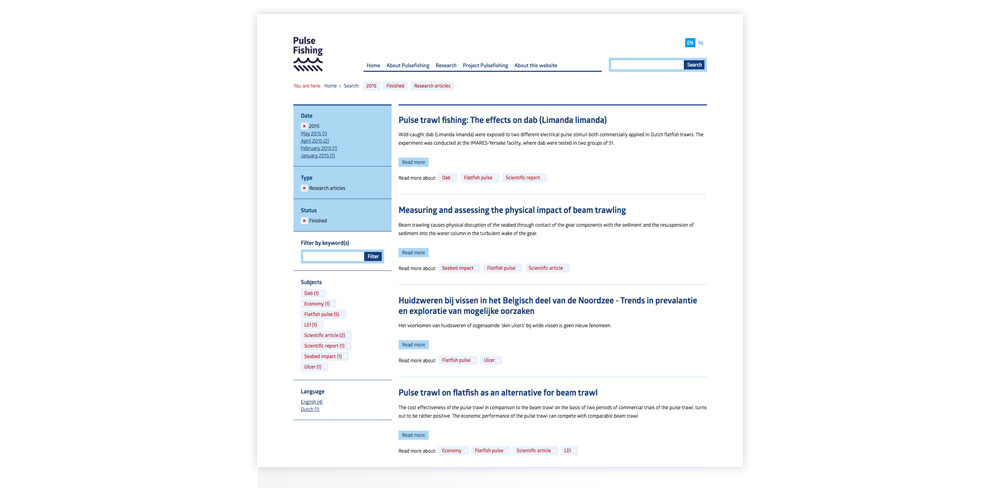 Pulse
Fishing
EN NL
Home About Pulsefishing Research Project Pulsefishing About this website
Search
You are here: Home › Search: 2015 Finished Research articles
Date
× 2015
May 2015 (1)
April 2015 (2)
February 2015 (1)
January 2015 (1)
Type
× Research articles
Status
× Finished
Filter by keyword(s)
Filter
Subjects
Dab (1)
Economy (1)
Flatfish pulse (5)
LEI (1)
Scientific article (2)
Scientific report (1)
Seabed impact (1)
Ulcer (1)
Language
English (4)
Dutch (1)
Pulse trawl fishing: The effects on dab (Limanda limanda)
Wild-caught dab (Limanda limanda) were exposed to two different electrical pulse stimuli both commercially applied in Dutch flatfish trawls. The
experiment was conducted at the IMARES-Yerseke facility, where dab were tested in two groups of 51.
Read more
Read more about: Dab Flatfish pulse Scientific report
Measuring and assessing the physical impact of beam trawling
Beam trawling causes physical disruption of the seabed through contact of the gear components with the sediment and the resuspension of
sediment into the water column in the turbulent wake of the gear.
Read more
Read more about: Seabed impact Flatfish pulse Scientific article
Huidzweren bij vissen in het Belgisch deel van de Noordzee - Trends in prevalantie
en exploratie van mogelijke oorzaken
Het voorkomen van huidzweren of zogenaamde 'skin ulcers' bij wilde vissen is geen nieuw fenomeen.
Read more
Read more about: Flatfish pulse Ulcer
Pulse trawl on flatfish as an alternative for beam trawl
The cost effectiveness of the pulse trawl in comparison to the beam trawl on the basis of two periods of commercial trials of the pulse trawl, turns
out to be rather positive. The economic performance of the pulse trawl can compete with comparable beam trawl.
Read more
Read more about: Economy Flatfish pulse Scientific article LEI